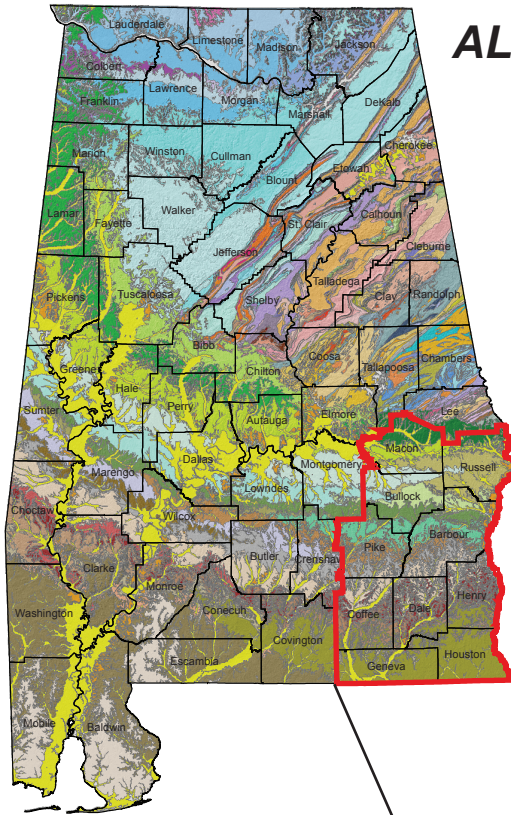 AL
Lauderdale
Limestone
Madison
Jackson
Colbert
Lawrence
Franklin
Morgan
Marshall
DeKalb
Marion
Winston
Cullman
Cherokee
Etowah
Blount
Lamar
Fayette
Walker
St. Clair
Calhoun
Jefferson
Cleburne
Pickens
Tuscaloosa
Shelby
Talladega
Clay
Randolph
Bibb
Greene
Hale
Chilton
Coosa
Tallapoosa
Chambers
Sumter
Perry
Autauga
Elmore
Lee
Macon
Dallas
Montgomery
Russell
Marengo
Lowndes
Bullock
Choctaw
Wilcox
Butler
Crenshaw
Pike
Barbour
Clarke
Monroe
Washington
Conecuh
Covington
Coffee
Dale
Henry
Escambia
Geneva
Houston
Mobile
Baldwin